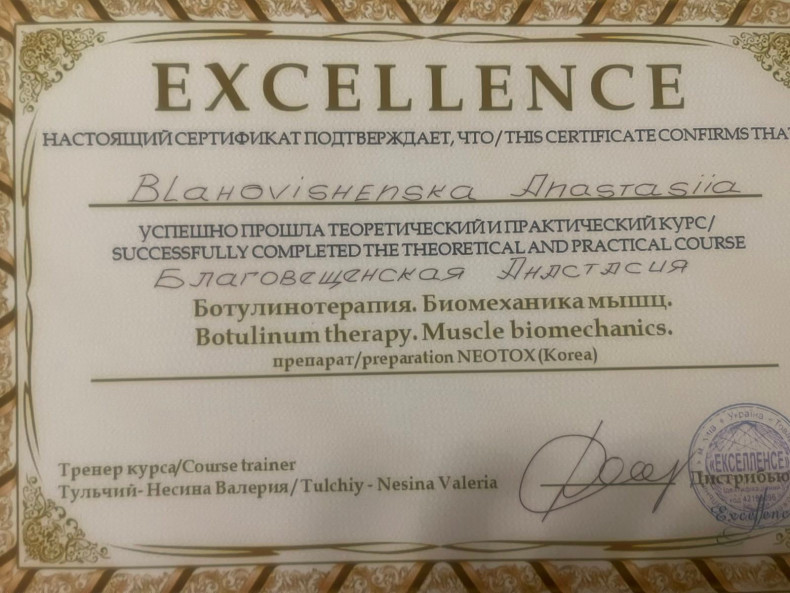 EXCELLENCE
НАСТОЯЩИЙ СЕРТИФИКАТ ПОДТВЕРЖДАЕТ, ЧТО / THIS CERTIFICATE CONFIRMS THAT
Blahovishenska Anastasiia
УСПЕШНО ПРОШЛА ТЕОРЕТИЧЕСКИЙ И ПРАКТИЧЕСКИЙ КУРС/
SUCCESSFULLY COMPLETED THE THEORETICAL AND PRACTICAL COURSE
Благовещенская Анастасия
Ботулинотерапия. Биомеханика мышц.
Botulinum therapy. Muscle biomechanics.
препарат/preparation NEOTOX (Korea)
Тренер курса/Course trainer
Тульчий- Несина Валерия / Tulchiy - Nesina Valeria
Україна
«ЕКСЕЛЛЕНСЕ»
Дистрибью
Excellence